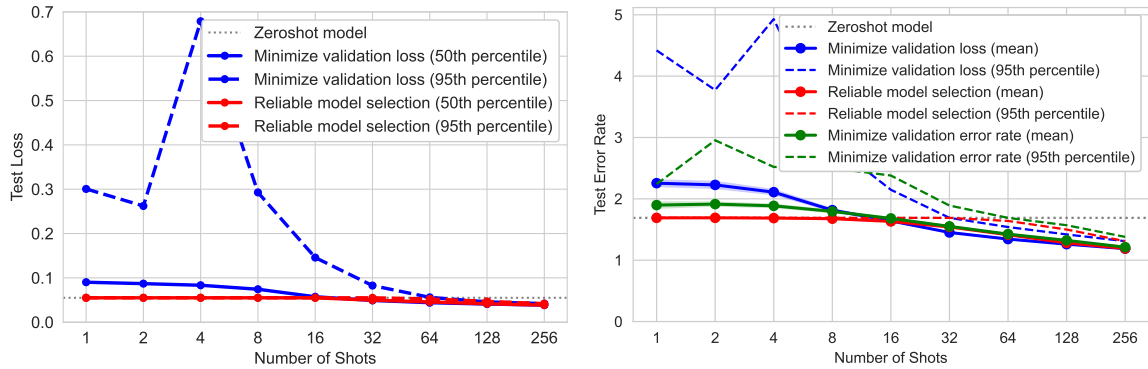 0.7
0.6
0.5
0.4
0.3
0.2
0.1
0.0
Test Loss
Zeroshot model
Minimize validation loss (50th percentile)
Minimize validation loss (95th percentile)
Reliable model selection (50th percentile)
Reliable model selection (95th percentile)
1 2 4 8 16 32 64 128 256
Number of Shots
5
4
3
2
1
0
Test Error Rate
Zeroshot model
Minimize validation loss (mean)
Minimize validation loss (95th percentile)
Reliable model selection (mean)
Reliable model selection (95th percentile)
Minimize validation error rate (mean)
Minimize validation error rate (95th percentile)
1 2 4 8 16 32 64 128 256
Number of Shots